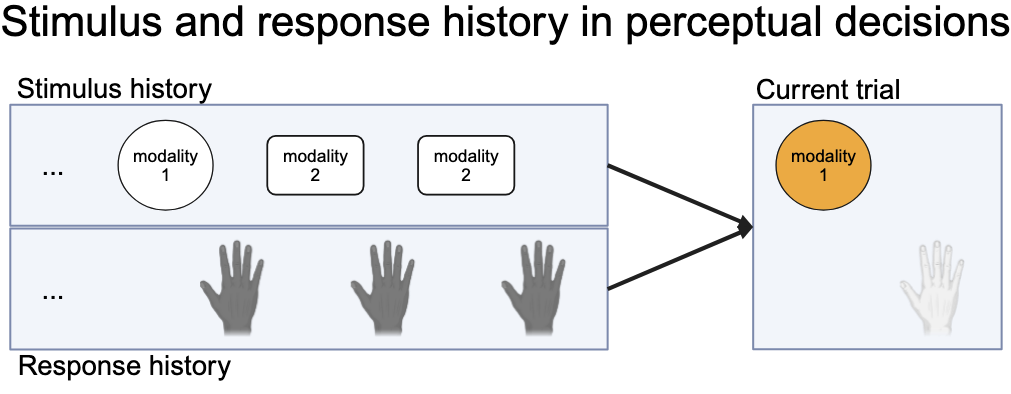 Stimulus and response history in perceptual decisions
Stimulus history
Current trial
...
modality
1
modality
2
modality
2
modality
1
...
Response history